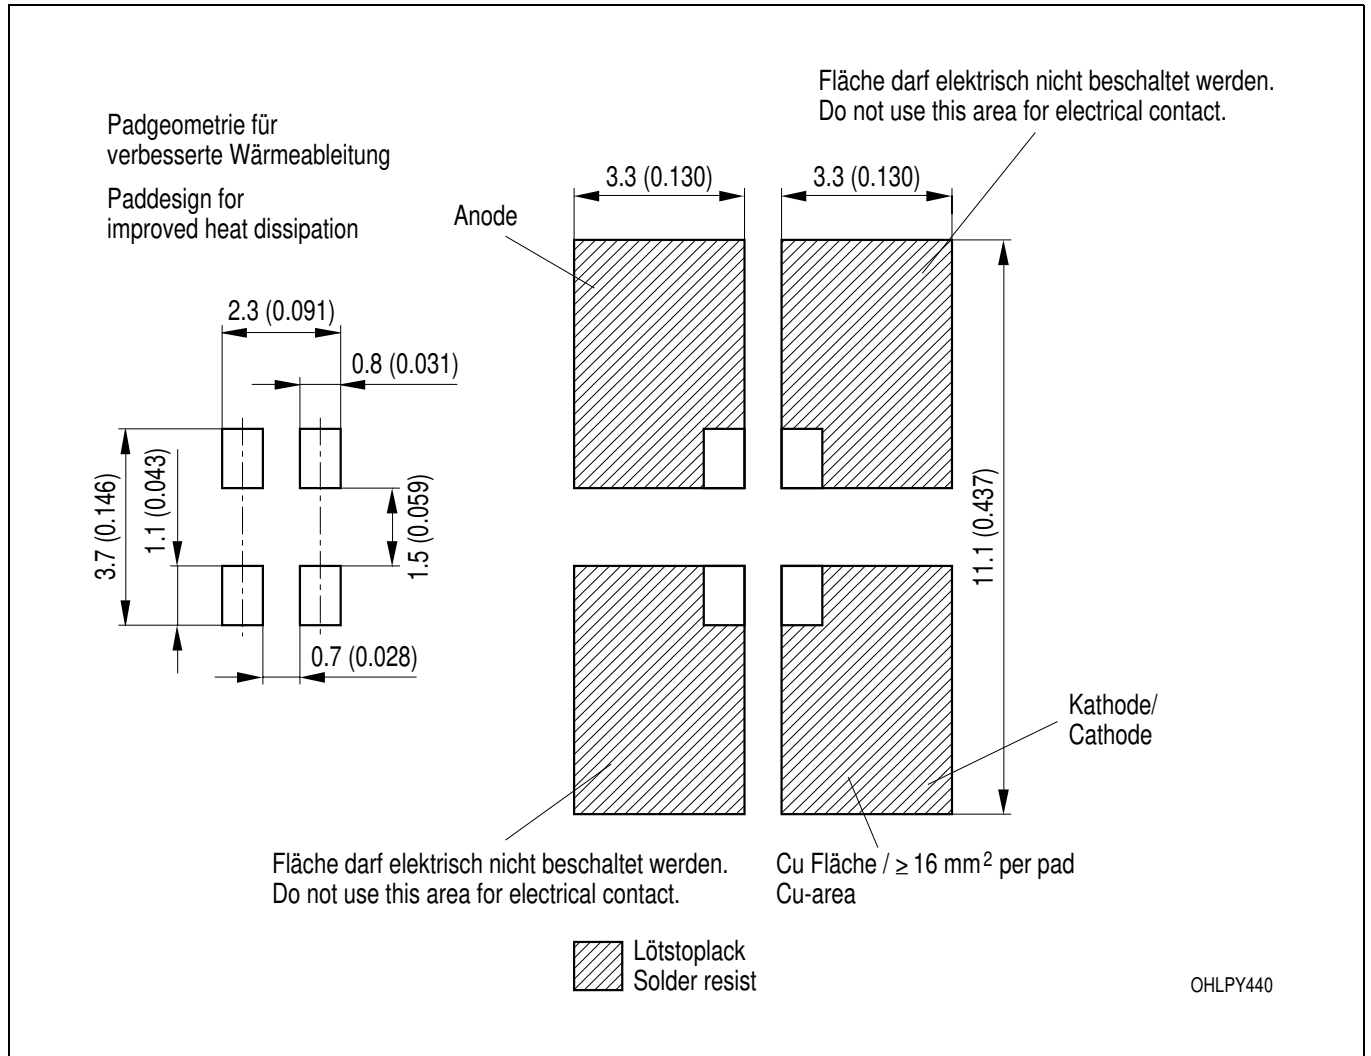 Fläche darf elektrisch nicht beschaltet werden.
Do not use this area for electrical contact.
Padgeometrie für
verbesserte Wärmeableitung
Paddesign for
improved heat dissipation
3.3 (0.130)
3.3 (0.130)
Anode
2.3 (0.091)
0.8 (0.031)
3.7 (0.146)
1.1 (0.043)
1.5 (0.059)
11.1 (0.437)
0.7 (0.028)
Kathode/
Cathode
Fläche darf elektrisch nicht beschaltet werden.
Do not use this area for electrical contact.
Cu Fläche / ≥ 16 mm² per pad
Cu-area
Lötstoplack
Solder resist
OHLPY440